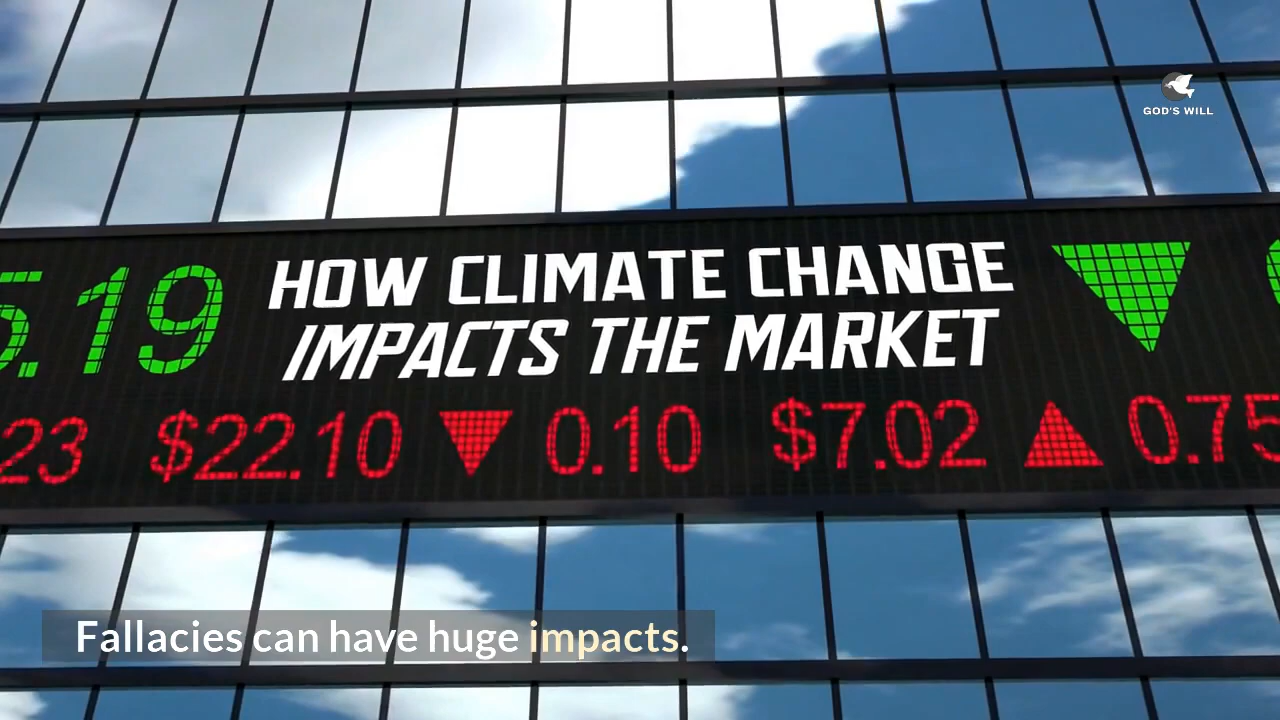 GOD'S WILL
5.19
HOW CLIMATE CHANGE
IMPACTS THE MARKET
23 $22.10 0.10 $7.02 0.75
Fallacies can have huge impacts.